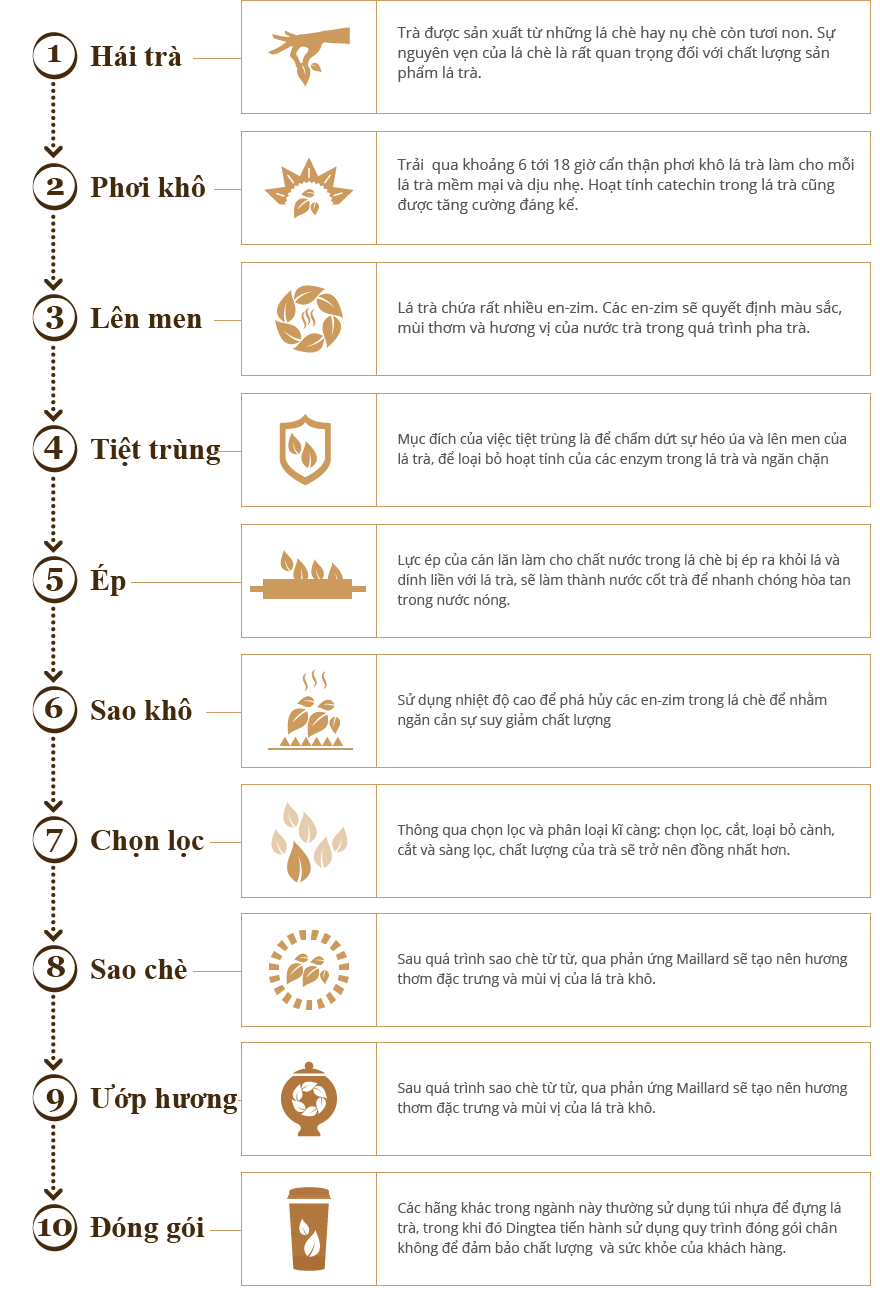 1
Hái trà
Trà được sản xuất từ những lá chè hay nụ chè còn tươi non. Sự
nguyên vẹn của lá chè là rất quan trọng đối với chất lượng sản
phẩm lá trà.
2
Phơi khô
Trải  qua khoảng 6 tới 18 giờ cẩn thận phơi khô lá trà làm cho mỗi
lá trà mềm mại và dịu nhẹ. Hoạt tính catechin trong lá trà cũng
được tăng cường đáng kể.
3
Lên men
Lá trà chứa rất nhiều en-zim. Các en-zim sẽ quyết định màu sắc,
mùi thơm và hương vị của nước trà trong quá trình pha trà.
4
Tiệt trùng
Mục đích của việc tiệt trùng là để chấm dứt sự héo úa và lên men của
lá trà, để loại bỏ hoạt tính của các enzym trong lá trà và ngăn chặn
5
Ép
Lực ép của cán lăn làm cho chất nước trong lá chè bị ép ra khỏi lá và
dính liền với lá trà, sẽ làm thành nước cốt trà để nhanh chóng hòa tan
trong nước nóng.
6
Sao khô
Sử dụng nhiệt độ cao để phá hủy các en-zim trong lá chè để nhằm
ngăn cản sự suy giảm chất lượng
7
Chọn lọc
Thông qua chọn lọc và phân loại kĩ càng: chọn lọc, cắt, loại bỏ cành,
cắt và sàng lọc, chất lượng của trà sẽ trở nên đồng nhất hơn.
8
Sao chè
Sau quá trình sao chè từ từ, qua phản ứng Maillard sẽ tạo nên hương
thơm đặc trưng và mùi vị của lá trà khô.
9
Ướp hương
Sau quá trình sao chè từ từ, qua phản ứng Maillard sẽ tạo nên hương
thơm đặc trưng và mùi vị của lá trà khô.
10
Đóng gói
Các hãng khác trong ngành này thường sử dụng túi nhựa để đựng lá
trà, trong khi đó Dingtea tiến hành sử dụng quy trình đóng gói chân
không để đảm bảo chất lượng  và sức khỏe của khách hàng.